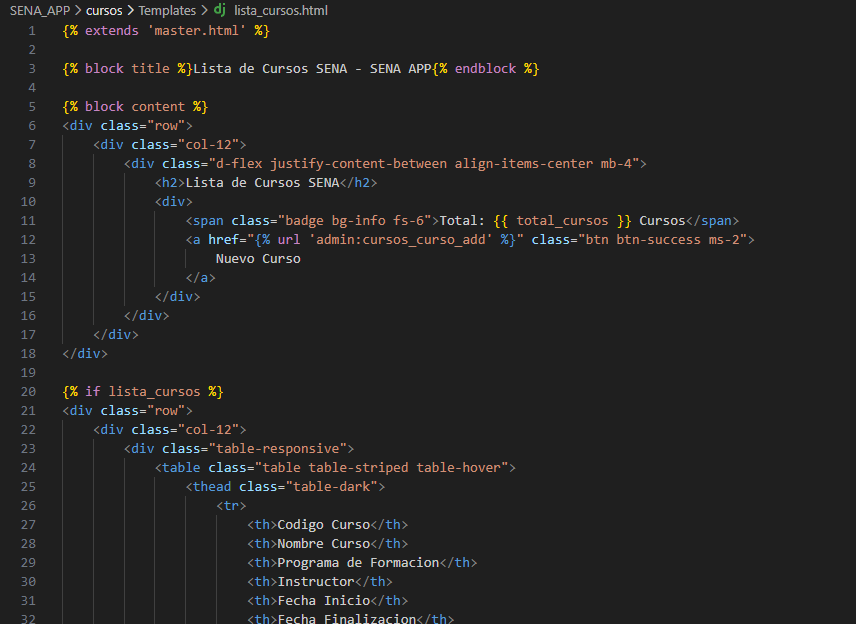 SENA_APP > cursos > Templates > dj lista_cursos.html
1 {% extends 'master.html' %}
2
3 {% block title %}Lista de Cursos SENA - SENA APP{% endblock %}
4
5 {% block content %}
6 <div class="row">
7 <div class="col-12">
8 <div class="d-flex justify-content-between align-items-center mb-4">
9 <h2>Lista de Cursos SENA</h2>
10 <div>
11 <span class="badge bg-info fs-6">Total: {{ total_cursos }} Cursos</span>
12 <a href="{% url 'admin:cursos_curso_add' %}" class="btn btn-success ms-2">
13 Nuevo Curso
14 </a>
15 </div>
16 </div>
17 </div>
18 </div>
19
20 {% if lista_cursos %}
21 <div class="row">
22 <div class="col-12">
23 <div class="table-responsive">
24 <table class="table table-striped table-hover">
25 <thead class="table-dark">
26 <tr>
27 <th>Codigo Curso</th>
28 <th>Nombre Curso</th>
29 <th>Programa de Formacion</th>
30 <th>Instructor</th>
31 <th>Fecha Inicio</th>
32 <th>Fecha Finalizacion</th>